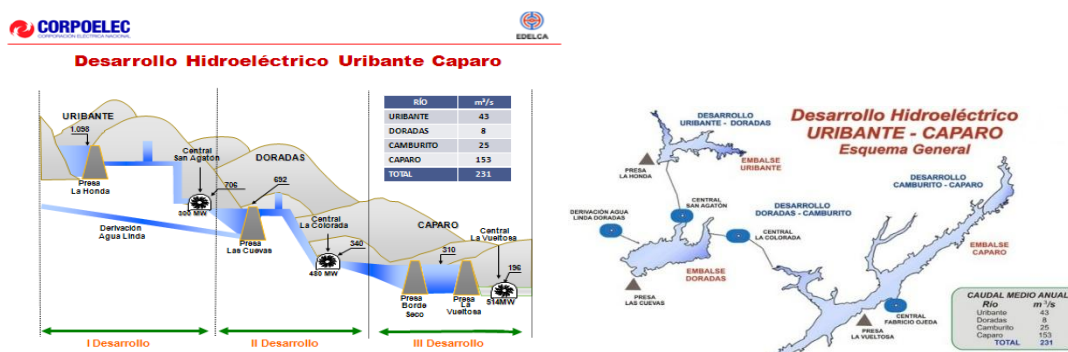 CORPOELEC
CORPORACIÓN ELÉCTRICA NACIONAL
EDELCA
Desarrollo Hidroeléctrico Uribante Caparo
RÍO m³/s
URIBANTE 43
DORADAS 8
CAMBURITO 25
CAPARO 153
TOTAL 231
URIBANTE
1.098
Presa
La Honda
Central
San Agatón
706
300 MW
Derivación
Agua Linda
DORADAS
692
Presa
Las Cuevas
Central
La Colorada
340
480 MW
CAPARO
310
Central
La Vueltosa
196
514MW
Presa
Borde
Seco
Presa
La
Vueltosa
I Desarrollo
II Desarrollo
III Desarrollo
Desarrollo Hidroeléctrico
URIBANTE - CAPARO
Esquema General
DESARROLLO
URIBANTE - DORADAS
PRESA
LA HONDA
EMBALSE
URIBANTE
DESARROLLO
CAMBURITO - CAPARO
CENTRAL
SAN AGATÓN
DERIVACIÓN AGUA
LINDA DORADAS
DESARROLLO
DORADAS - CAMBURITO
CENTRAL
LA COLORADA
EMBALSE
CAPARO
EMBALSE
DORADAS
PRESA
LAS CUEVAS
PRESA
LA VUELTOSA
CENTRAL
FABRICIO OJEDA
CAUDAL MEDIO ANUAL
Río m³/s
Uribante 43
Doradas 8
Camburito 25
Caparo 153
TOTAL 231